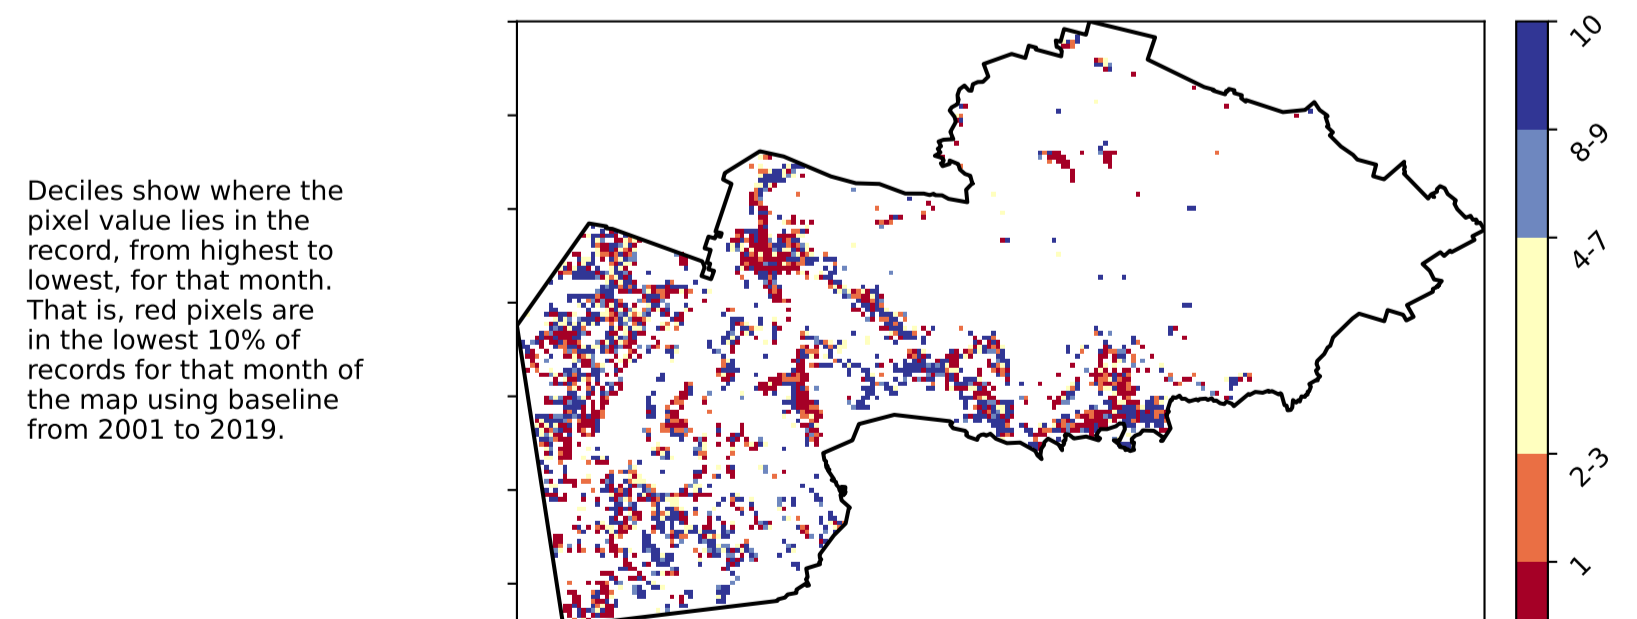 Deciles show where the
pixel value lies in the
record, from highest to
lowest, for that month.
That is, red pixels are
in the lowest 10% of
records for that month of
the map using baseline
from 2001 to 2019.
10
8-9
4-7
2-3
1